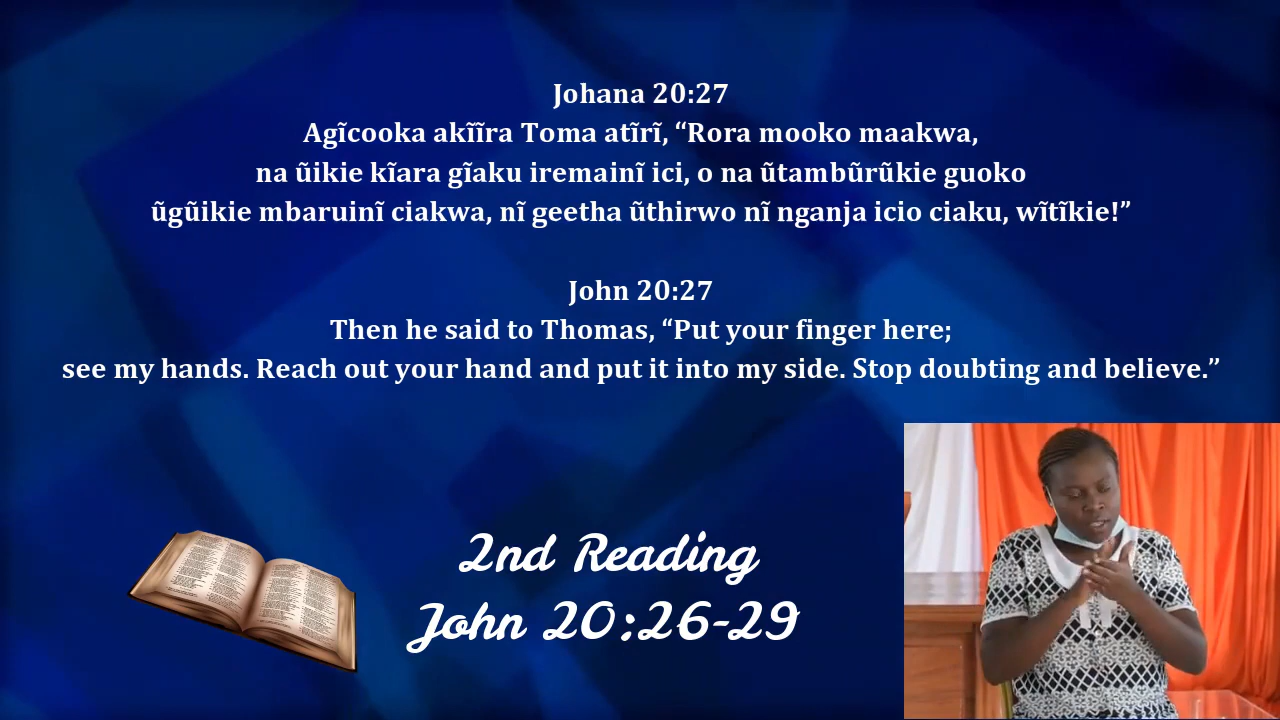 Johana 20:27
Agĩcooka akĩĩra Toma atĩrĩ, “Rora mooko maakwa,
na ũikie kĩara gĩaku iremainĩ ici, o na ũtambũrũkie guoko
ũgũikie mbaruinĩ ciakwa, nĩ geetha ũthirwo nĩ nganja icio ciaku, wĩtĩkie!”
John 20:27
Then he said to Thomas, “Put your finger here;
see my hands. Reach out your hand and put it into my side. Stop doubting and believe.”
2nd Reading
John 20:26-29